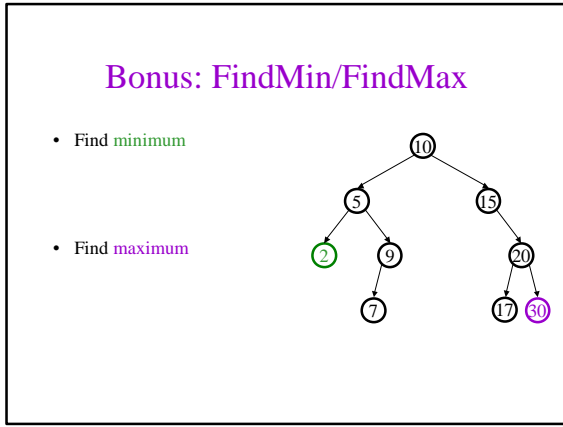 Bonus: FindMin/FindMax
• Find minimum
• Find maximum
10
5 15
2 9 20
7 17 30